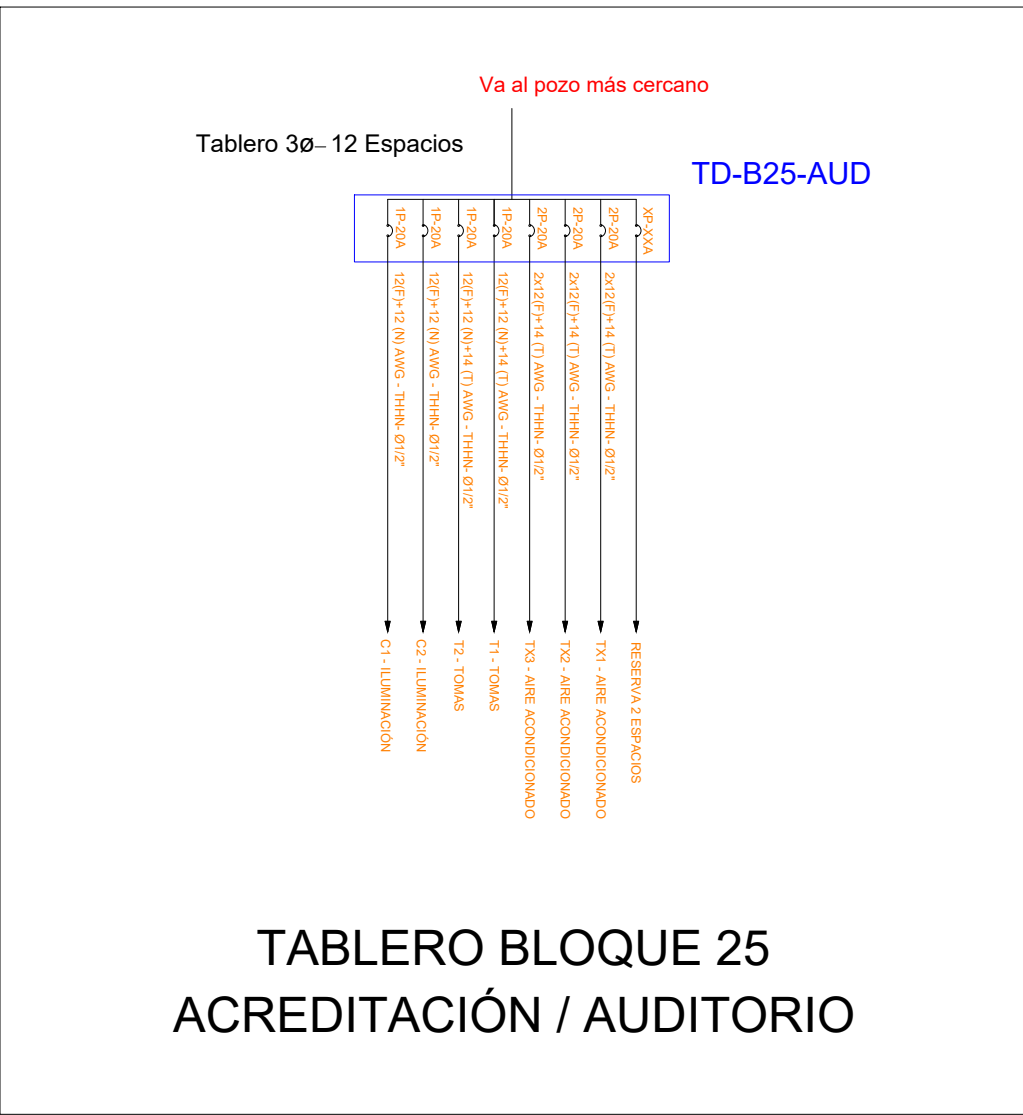 Va al pozo más cercano
Tablero 3ø– 12 Espacios
TD-B25-AUD
1P-20A
1P-20A
1P-20A
1P-20A
2P-20A
2P-20A
2P-20A
XP-XXA
12(F)+12 (N) AWG - THHN- Ø1/2"
12(F)+12 (N) AWG - THHN- Ø1/2"
12(F)+12 (N)+14 (T) AWG - THHN- Ø1/2"
12(F)+12 (N)+14 (T) AWG - THHN- Ø1/2"
2x12(F)+14 (T) AWG - THHN- Ø1/2"
2x12(F)+14 (T) AWG - THHN- Ø1/2"
2x12(F)+14 (T) AWG - THHN- Ø1/2"
C1 - ILUMINACIÓN
C2 - ILUMINACIÓN
T2 - TOMAS
T1 - TOMAS
TX3 - AIRE ACONDICIONADO
TX2 - AIRE ACONDICIONADO
TX1 - AIRE ACONDICIONADO
RESERVA 2 ESPACIOS
TABLERO BLOQUE 25
ACREDITACIÓN / AUDITORIO